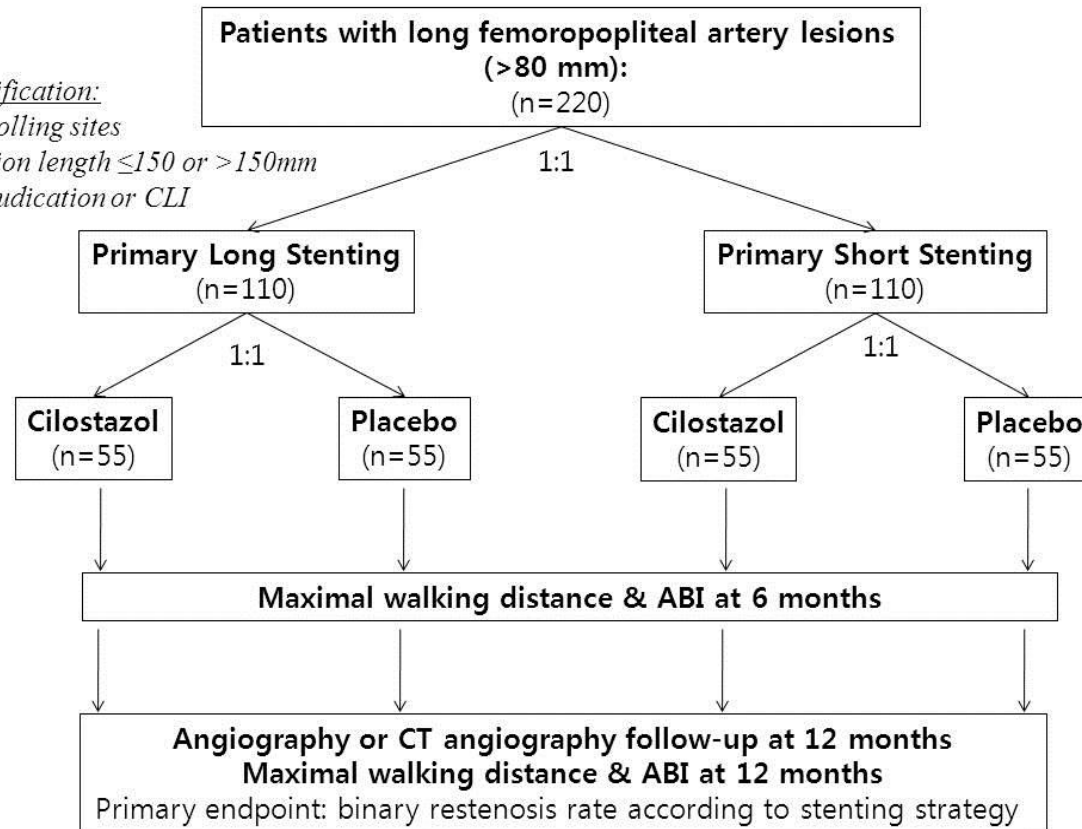 Patients with long femoropopliteal artery lesions
(>80 mm):
(n=220)
ification:
olling sites
ion length ≤150 or >150mm
udication or CLI
1:1
Primary Long Stenting
(n=110)
Primary Short Stenting
(n=110)
1:1
1:1
Cilostazol
(n=55)
Placebo
(n=55)
Cilostazol
(n=55)
Placebo
(n=55)
Maximal walking distance & ABI at 6 months
Angiography or CT angiography follow-up at 12 months
Maximal walking distance & ABI at 12 months
Primary endpoint: binary restenosis rate according to stenting strategy